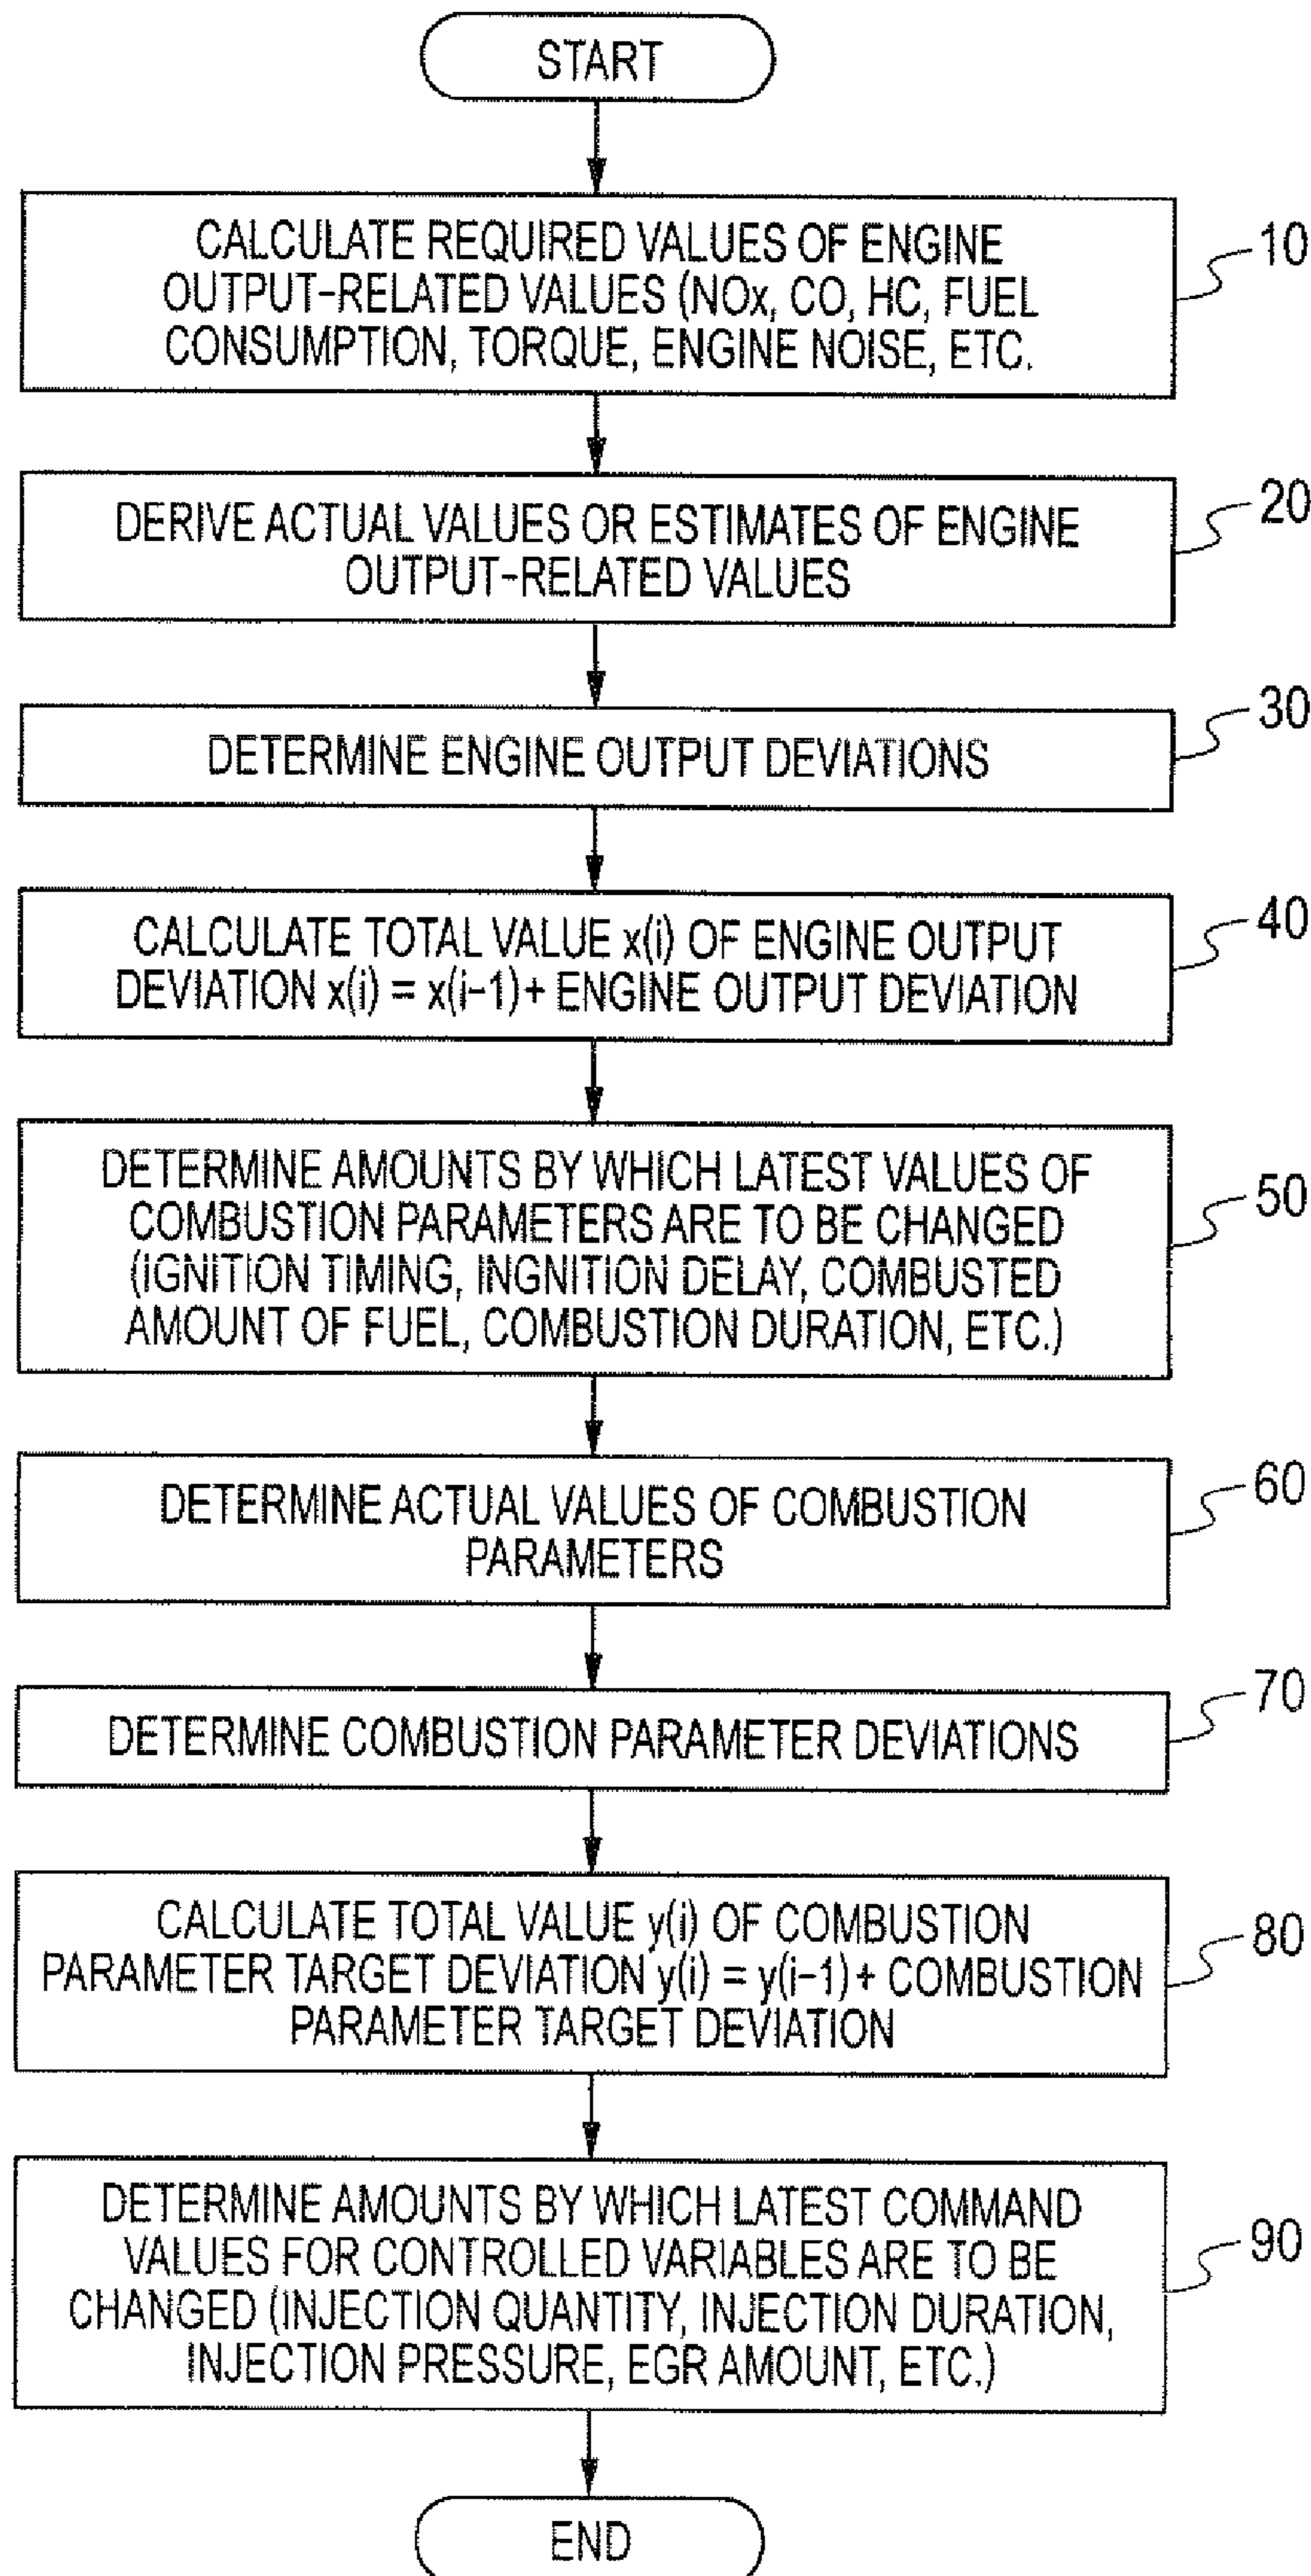 START
CALCULATE REQUIRED VALUES OF ENGINE
OUTPUT-RELATED VALUES (NOx, CO, HC, FUEL
CONSUMPTION, TORQUE, ENGINE NOISE, ETC.
10
DERIVE ACTUAL VALUES OR ESTIMATES OF ENGINE
OUTPUT-RELATED VALUES
20
DETERMINE ENGINE OUTPUT DEVIATIONS
30
CALCULATE TOTAL VALUE x(i) OF ENGINE OUTPUT
DEVIATION x(i) = x(i-1)+ ENGINE OUTPUT DEVIATION
40
DETERMINE AMOUNTS BY WHICH LATEST VALUES OF
COMBUSTION PARAMETERS ARE TO BE CHANGED
(IGNITION TIMING, INGNITION DELAY, COMBUSTED
AMOUNT OF FUEL, COMBUSTION DURATION, ETC.)
50
DETERMINE ACTUAL VALUES OF COMBUSTION
PARAMETERS
60
DETERMINE COMBUSTION PARAMETER DEVIATIONS
70
CALCULATE TOTAL VALUE y(i) OF COMBUSTION
PARAMETER TARGET DEVIATION y(i) = y(i-1)+ COMBUSTION
PARAMETER TARGET DEVIATION
80
DETERMINE AMOUNTS BY WHICH LATEST COMMAND
VALUES FOR CONTROLLED VARIABLES ARE TO BE
CHANGED (INJECTION QUANTITY, INJECTION DURATION,
INJECTION PRESSURE, EGR AMOUNT, ETC.)
90
END